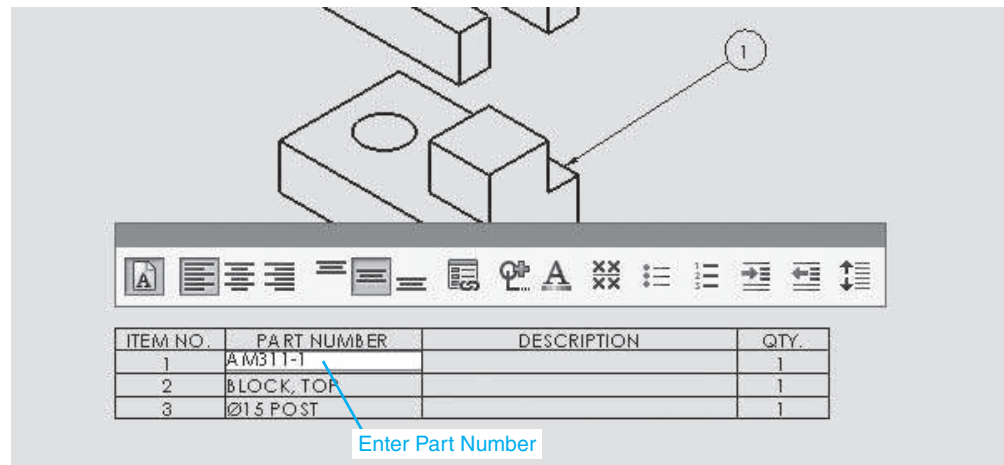 1
ITEM NO. PART NUMBER DESCRIPTION QTY.
1 AM311-1 1
2 BLOCK, TOP 1
3 Ø15 POST 1
Enter Part Number